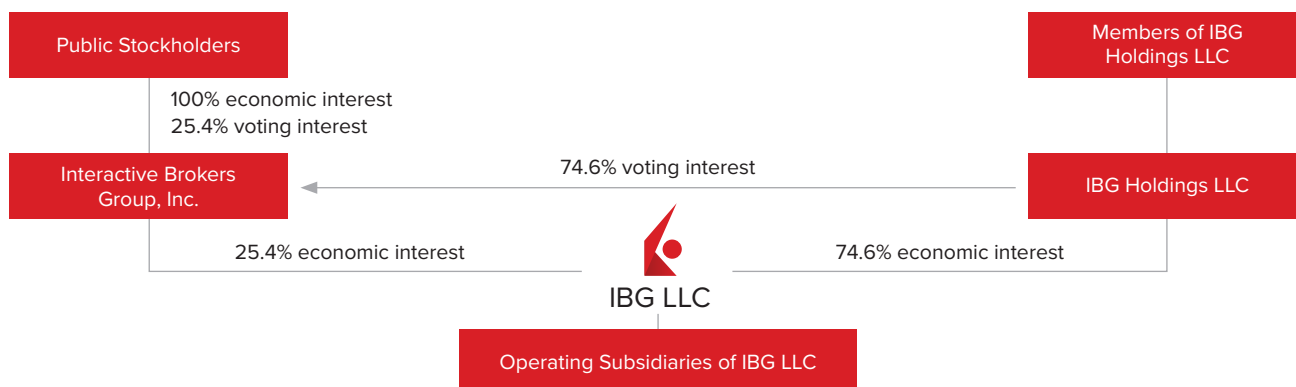 Public Stockholders
Members of IBG
Holdings LLC
100% economic interest
25.4% voting interest
Interactive Brokers
Group, Inc.
74.6% voting interest
IBG Holdings LLC
25.4% economic interest
74.6% economic interest
IBG LLC
Operating Subsidiaries of IBG LLC